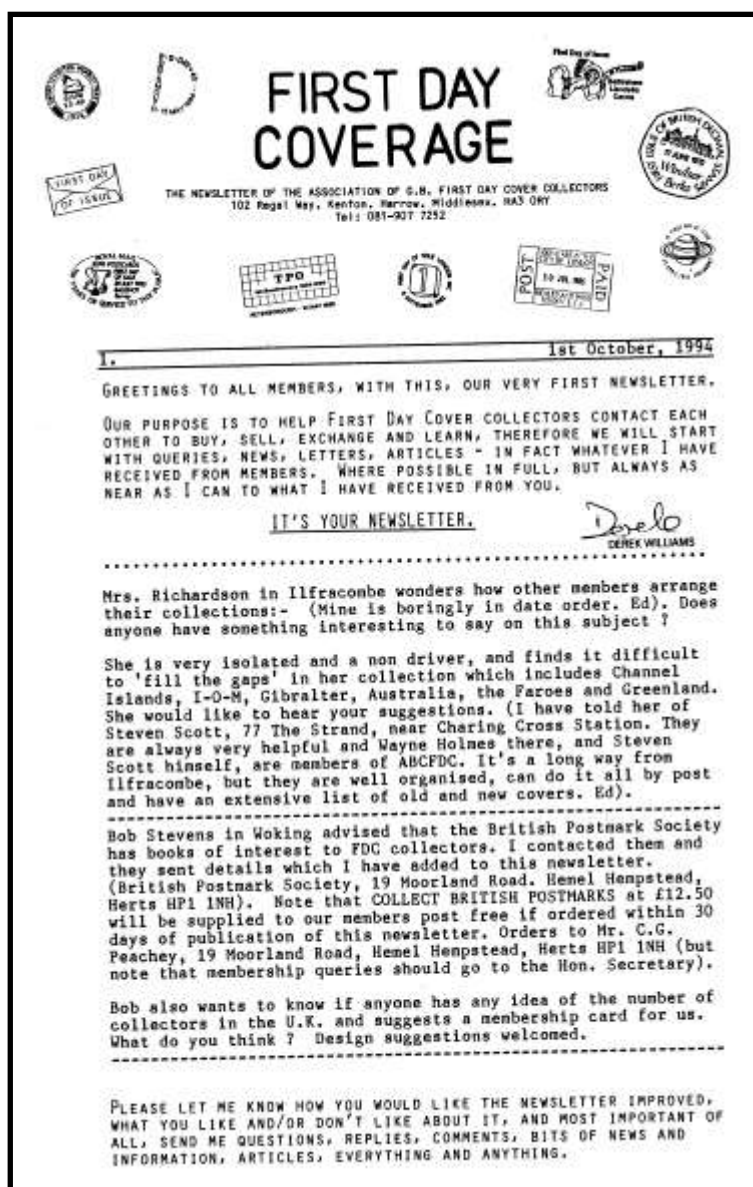 First Day of Issue
FIRST DAY
COVERAGE
FIRST DAY
OF ISSUE
THE NEWSLETTER OF THE ASSOCIATION OF G.B. FIRST DAY COVER COLLECTORS
102 Regal Way, Kenton, Harrow, Middlesex, HA3 0RY
Tel: 081-907 7252
ISSUE OF BRITISH DECIMAL STAMPS
Windsor
Berks
ROYAL MAIL
TPO
1
POST
PAID
1. 1st October, 1994
GREETINGS TO ALL MEMBERS, WITH THIS, OUR VERY FIRST NEWSLETTER.
OUR PURPOSE IS TO HELP FIRST DAY COVER COLLECTORS CONTACT EACH
OTHER TO BUY, SELL, EXCHANGE AND LEARN, THEREFORE WE WILL START
WITH QUERIES, NEWS, LETTERS, ARTICLES - IN FACT WHATEVER I HAVE
RECEIVED FROM MEMBERS. WHERE POSSIBLE IN FULL, BUT ALWAYS AS
NEAR AS I CAN TO WHAT I HAVE RECEIVED FROM YOU.
IT'S YOUR NEWSLETTER.
DEREK WILLIAMS
Mrs. Richardson in Ilfracombe wonders how other members arrange
their collections:- (Mine is boringly in date order. Ed). Does
anyone have something interesting to say on this subject ?
She is very isolated and a non driver, and finds it difficult
to 'fill the gaps' in her collection which includes Channel
Islands, I-O-M, Gibralter, Australia, the Faroes and Greenland.
She would like to hear your suggestions. (I have told her of
Steven Scott, 77 The Strand, near Charing Cross Station. They
are always very helpful and Wayne Holmes there, and Steven
Scott himself, are members of ABCFDC. It's a long way from
Ilfracombe, but they are well organised, can do it all by post
and have an extensive list of old and new covers. Ed).
Bob Stevens in Woking advised that the British Postmark Society
has books of interest to FDC collectors. I contacted them and
they sent details which I have added to this newsletter.
(British Postmark Society, 19 Moorland Road. Hemel Hempstead,
Herts HP1 1NH). Note that COLLECT BRITISH POSTMARKS at £12.50
will be supplied to our members post free if ordered within 30
days of publication of this newsletter. Orders to Mr. C.G.
Peachey, 19 Moorland Road, Hemel Hempstead, Herts HP1 1NH (but
note that membership queries should go to the Hon. Secretary).
Bob also wants to know if anyone has any idea of the number of
collectors in the U.K. and suggests a membership card for us.
What do you think ? Design suggestions welcomed.
PLEASE LET ME KNOW HOW YOU WOULD LIKE THE NEWSLETTER IMPROVED,
WHAT YOU LIKE AND/OR DON'T LIKE ABOUT IT, AND MOST IMPORTANT OF
ALL, SEND ME QUESTIONS, REPLIES, COMMENTS, BITS OF NEWS AND
INFORMATION, ARTICLES, EVERYTHING AND ANYTHING.